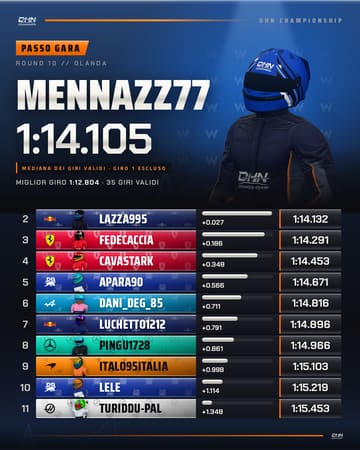 DHN
DHN CHAMPIONSHIP
PASSO GARA
ROUND 10 // OLANDA
MENNAZZ77
1:14.105
MEDIANA DEI GIRI VALIDI - GIRO 1 ESCLUSO
MIGLIOR GIRO 1:12.804 · 35 GIRI VALIDI
DHN
2 LAZZA995 +0.027 1:14.132
3 FEDECACCIA +0.186 1:14.291
4 CAVASTARK +0.348 1:14.453
5 APARA90 +0.566 1:14.671
6 DANI_DEG_85 +0.711 1:14.816
7 LUCHETTO1212 +0.791 1:14.896
8 PINGU1728 +0.861 1:14.966
9 ITALO95ITALIA +0.998 1:15.103
10 LELE +1.114 1:15.219
11 TURIDDU-PAL +1.348 1:15.453
DHN